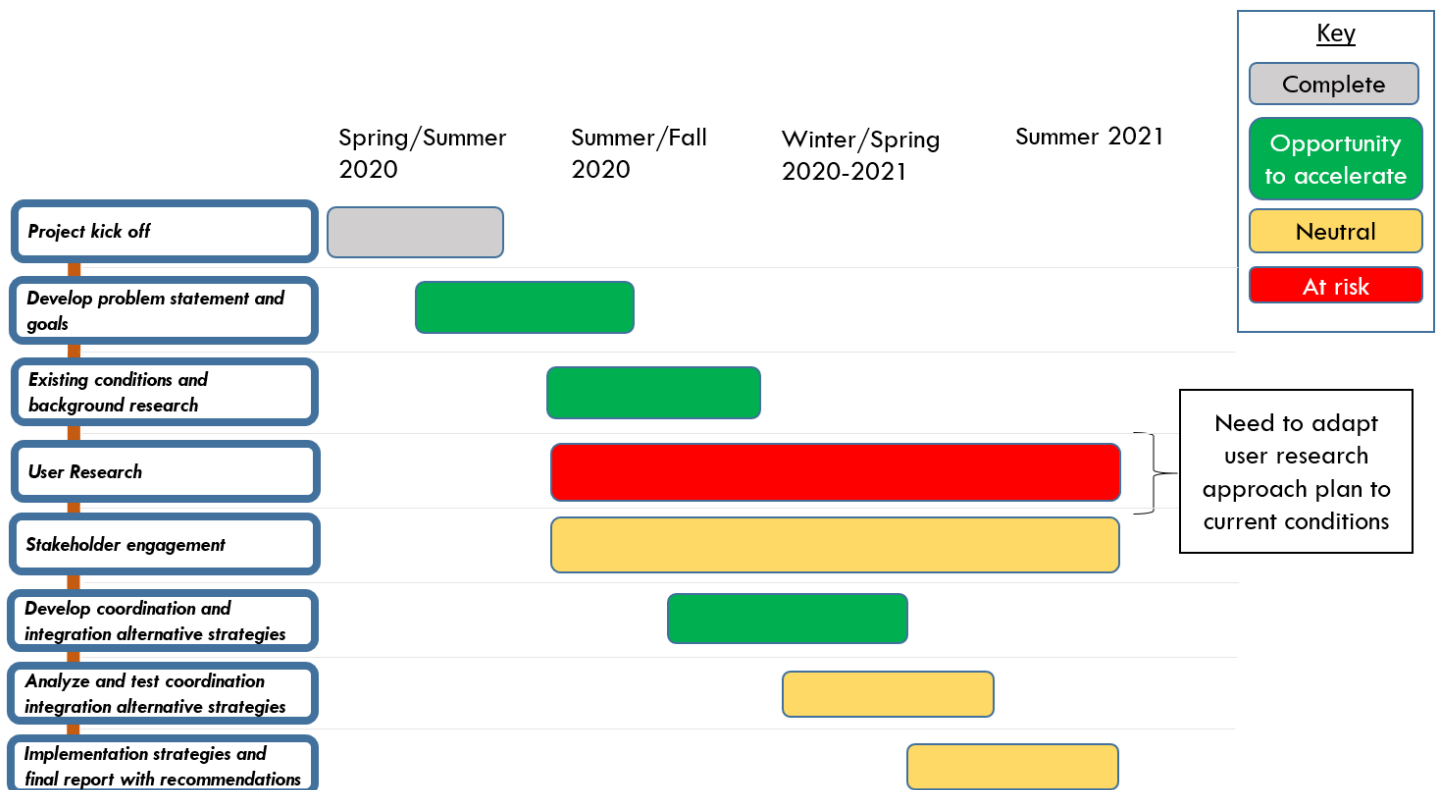 Key
Complete
Opportunity
to accelerate
Neutral
At risk
Spring/Summer
2020
Summer/Fall
2020
Winter/Spring
2020-2021
Summer 2021
Project kick off
Develop problem statement and
goals
Existing conditions and
background research
User Research
Stakeholder engagement
Develop coordination and
integration alternative strategies
Analyze and test coordination
integration alternative strategies
Implementation strategies and
final report with recommendations
Need to adapt
user research
approach plan to
current conditions